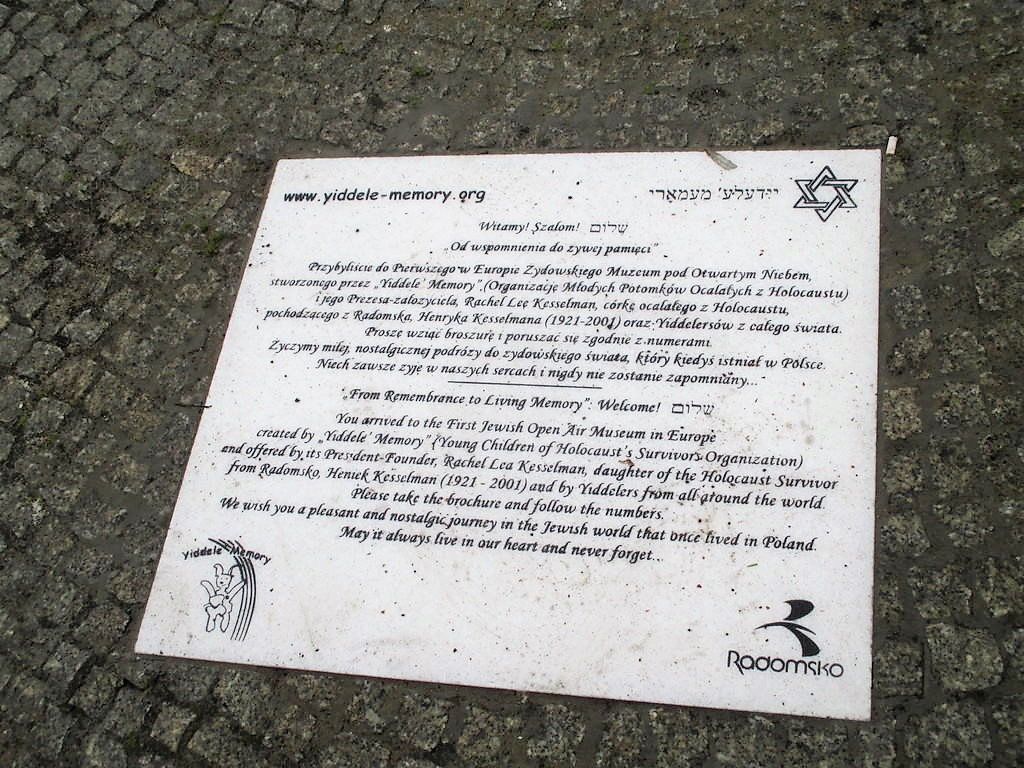 www.yiddele-memory.org
ײִדעלע׳ מעמאָרי
Witamy! Szalom! שלום
„Od wspomnienia do żywej pamięci"
Przybyliście do Pierwszego w Europie Żydowskiego Muzeum pod Otwartym Niebem,
stworzonego przez „Yiddele' Memory" (Organizację Młodych Potomków Ocalałych z Holocaustu)
i jego Prezesa-założyciela, Rachel Lee Kesselman, córkę ocalałego z Holocaustu,
pochodzącego z Radomska, Henryka Kesselmana (1921-2001) oraz Yiddelersów z całego świata.
Proszę wziąć broszurę i poruszać się zgodnie z numerami.
Życzymy miłej, nostalgicznej podróży do żydowskiego świata, który kiedyś istniał w Polsce.
Niech zawsze żyje w naszych sercach i nigdy nie zostanie zapomniany...
„From Remembrance to Living Memory": Welcome! שלום
You arrived to the First Jewish Open Air Museum in Europe
created by „Yiddele' Memory" (Young Children of Holocaust's Survivors Organization)
and offered by its President-Founder, Rachel Lea Kesselman, daughter of the Holocaust Survivor
from Radomsko, Heniek Kesselman (1921 - 2001) and by Yiddelers from all around the world.
Please take the brochure and follow the numbers.
We wish you a pleasant and nostalgic journey in the Jewish world that once lived in Poland.
May it always live in our heart and never forget...
Yiddele' Memory
Radomsko